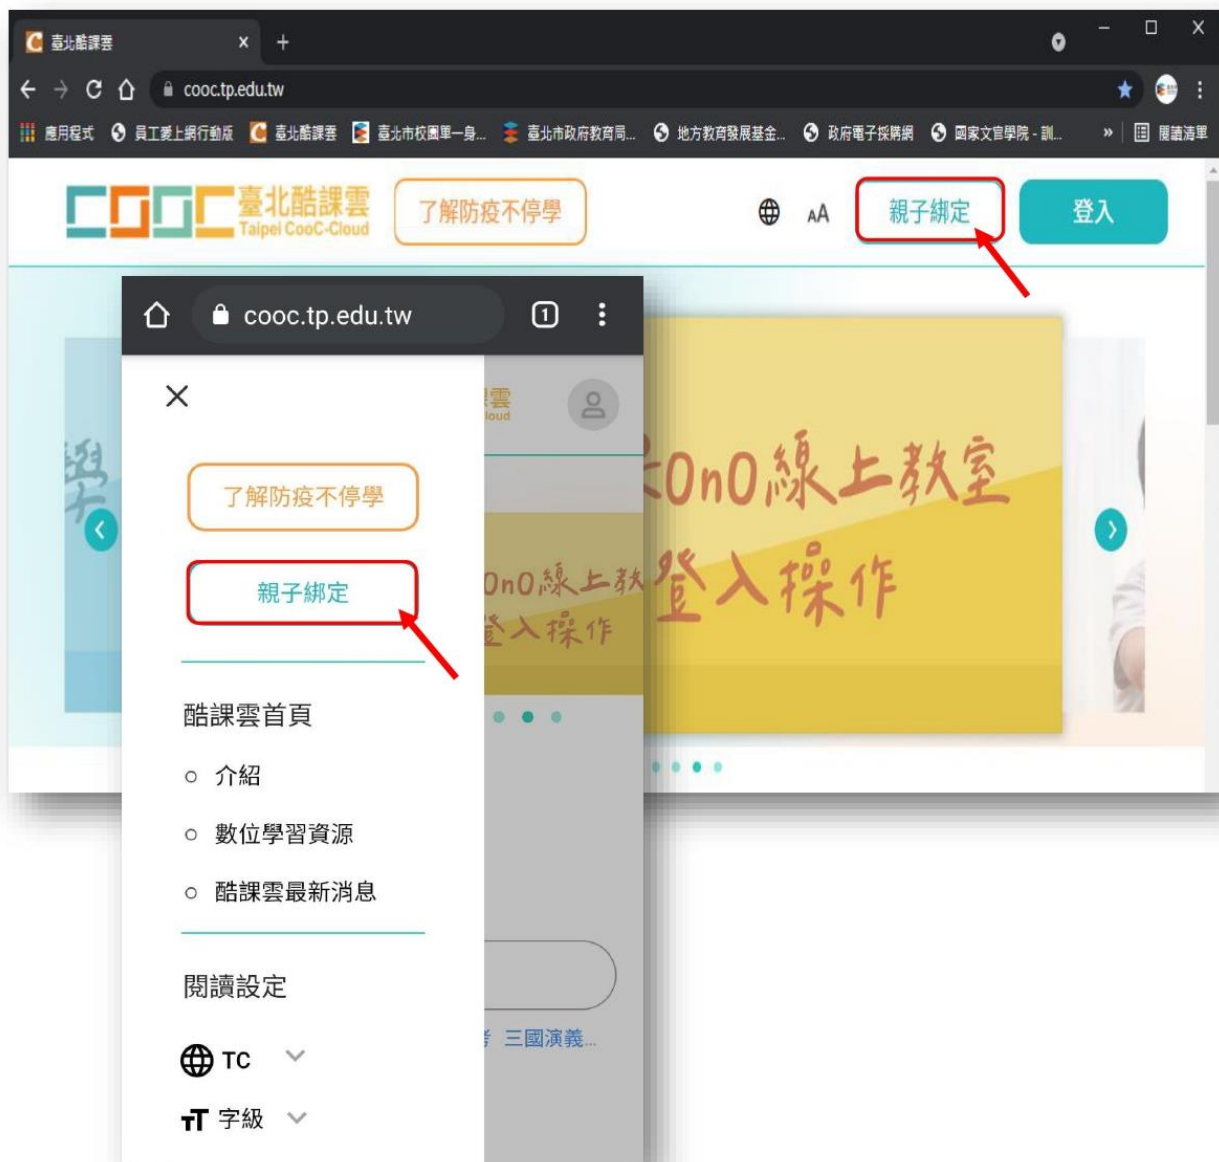 臺北酷課雲
cooc.tp.edu.tw
應用程式 員工愛上網行動版 臺北酷課雲 臺北市校園單一身... 臺北市政府教育局... 地方教育發展基金... 政府電子採購網 國家文官學院 - 訓... » 閱讀清單
COOC 臺北酷課雲 了解防疫不停學 AA 親子綁定 登入
Taipei CooC-Cloud
OnO線上教室
登入操作
學
cooc.tp.edu.tw 1
雲
loud
了解防疫不停學
親子綁定
OnO線上教
登入操作
酷課雲首頁
介紹
數位學習資源
酷課雲最新消息
閱讀設定
三國演義...
TC
TT 字級